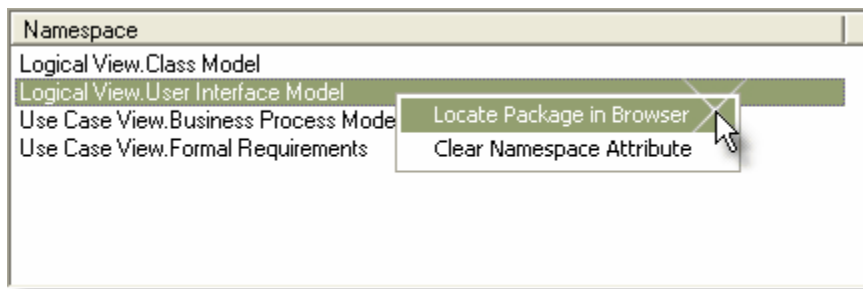 Namespace
Logical View.Class Model
Logical View.User Interface Model
Locate Package in Browser
Use Case View.Business Process Mode
Clear Namespace Attribute
Use Case View.Formal Requirements